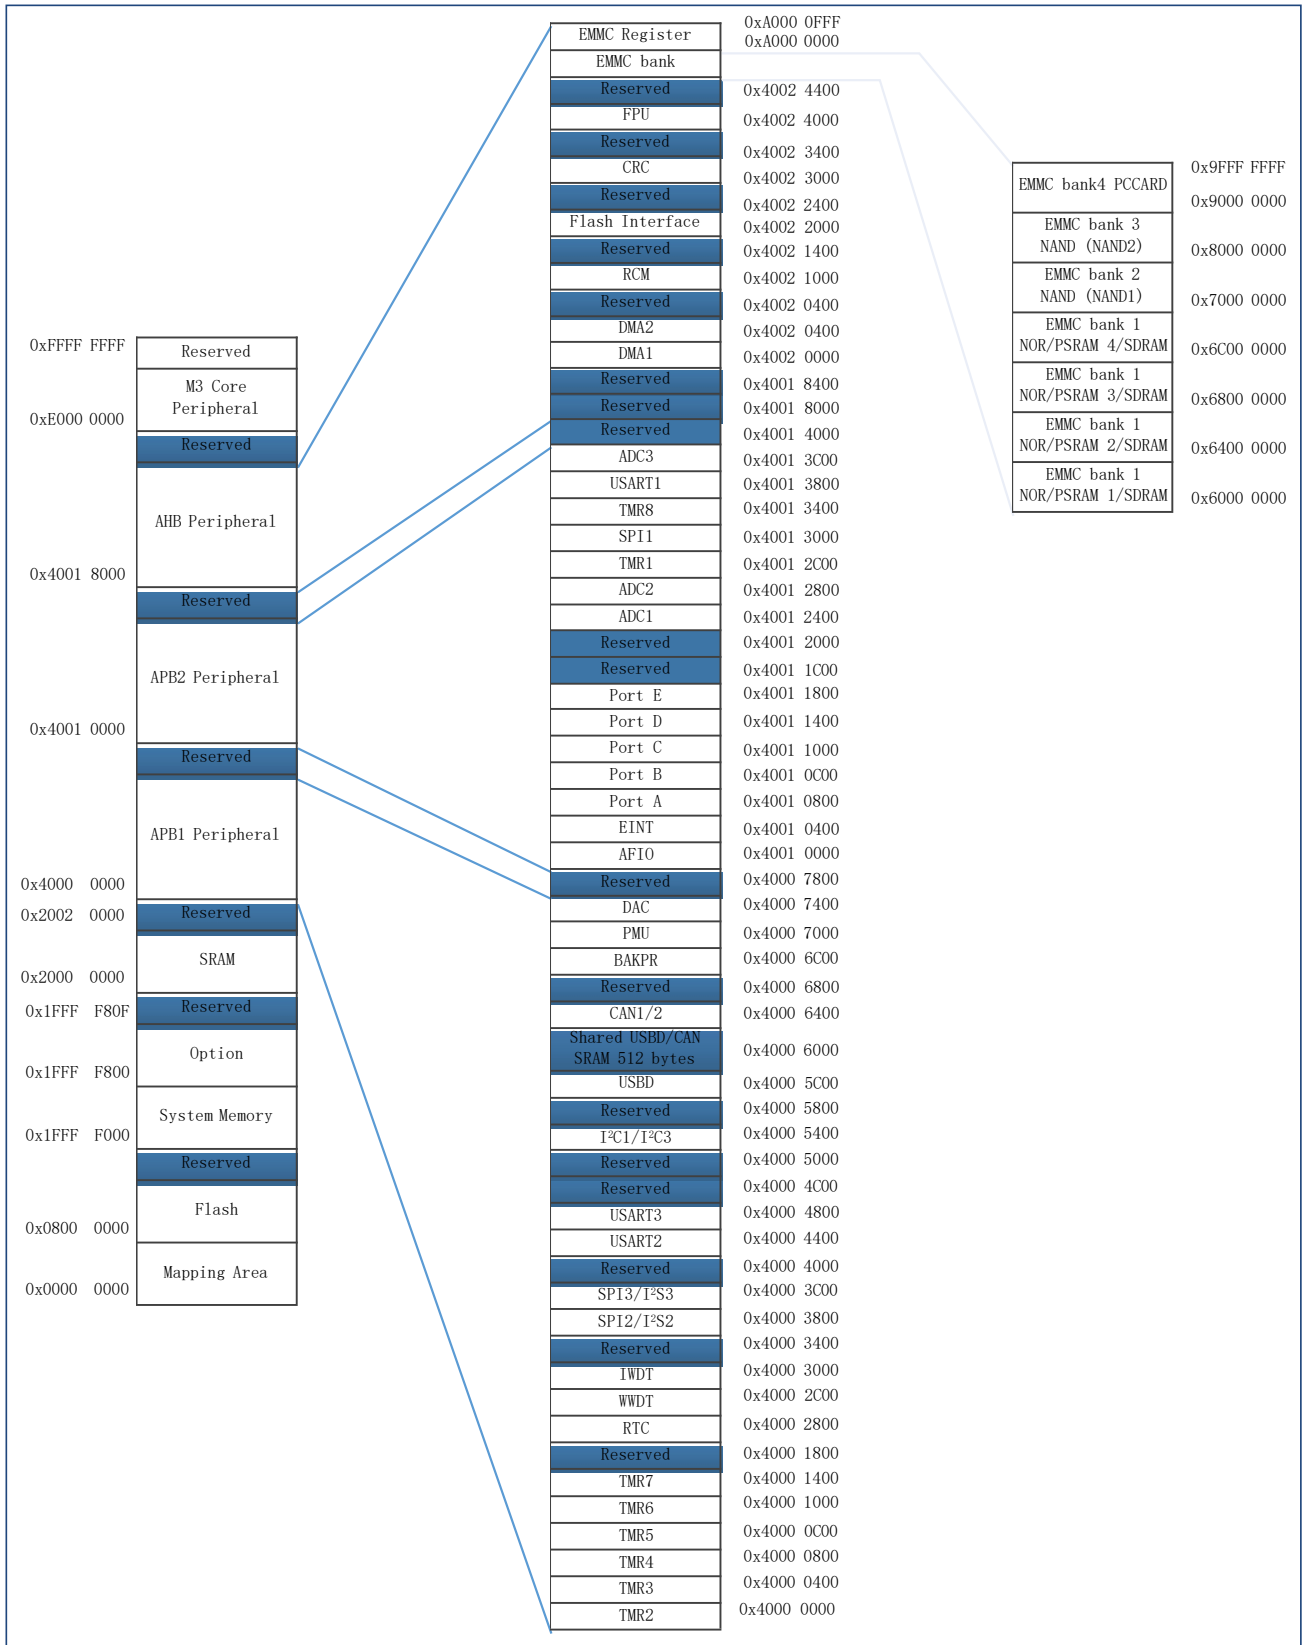 0xFFFF FFFF
Reserved
M3 Core
Peripheral
0xE000 0000
Reserved
AHB Peripheral
0x4001 8000
Reserved
APB2 Peripheral
0x4001 0000
Reserved
APB1 Peripheral
0x4000 0000
0x2002 0000
Reserved
SRAM
0x2000 0000
Reserved
0x1FFF F80F
Option
0x1FFF F800
System Memory
0x1FFF F000
Reserved
Flash
0x0800 0000
Mapping Area
0x0000 0000
0xA000 0FFF
EMMC Register
0xA000 0000
EMMC bank
Reserved 0x4002 4400
FPU 0x4002 4000
Reserved 0x4002 3400
CRC 0x4002 3000
Reserved 0x4002 2400
Flash Interface 0x4002 2000
Reserved 0x4002 1400
RCM 0x4002 1000
Reserved 0x4002 0400
DMA2 0x4002 0400
DMA1 0x4002 0000
Reserved 0x4001 8400
Reserved 0x4001 8000
Reserved 0x4001 4000
ADC3 0x4001 3C00
USART1 0x4001 3800
TMR8 0x4001 3400
SPI1 0x4001 3000
TMR1 0x4001 2C00
ADC2 0x4001 2800
ADC1 0x4001 2400
Reserved 0x4001 2000
Reserved 0x4001 1C00
Port E 0x4001 1800
Port D 0x4001 1400
Port C 0x4001 1000
Port B 0x4001 0C00
Port A 0x4001 0800
EINT 0x4001 0400
AFIO 0x4001 0000
Reserved 0x4000 7800
DAC 0x4000 7400
PMU 0x4000 7000
BAKPR 0x4000 6C00
Reserved 0x4000 6800
CAN1/2 0x4000 6400
Shared USBD/CAN
SRAM 512 bytes 0x4000 6000
USBD 0x4000 5C00
Reserved 0x4000 5800
I²C1/I²C3 0x4000 5400
Reserved 0x4000 5000
Reserved 0x4000 4C00
USART3 0x4000 4800
USART2 0x4000 4400
Reserved 0x4000 4000
SPI3/I²S3 0x4000 3C00
SPI2/I²S2 0x4000 3800
Reserved 0x4000 3400
IWDT 0x4000 3000
WWDT 0x4000 2C00
RTC 0x4000 2800
Reserved 0x4000 1800
TMR7 0x4000 1400
TMR6 0x4000 1000
TMR5 0x4000 0C00
TMR4 0x4000 0800
TMR3 0x4000 0400
TMR2 0x4000 0000
0x9FFF FFFF
EMMC bank4 PCCARD
0x9000 0000
EMMC bank 3
NAND (NAND2) 0x8000 0000
EMMC bank 2
NAND (NAND1) 0x7000 0000
EMMC bank 1
NOR/PSRAM 4/SDRAM 0x6C00 0000
EMMC bank 1
NOR/PSRAM 3/SDRAM 0x6800 0000
EMMC bank 1
NOR/PSRAM 2/SDRAM 0x6400 0000
EMMC bank 1
NOR/PSRAM 1/SDRAM 0x6000 0000